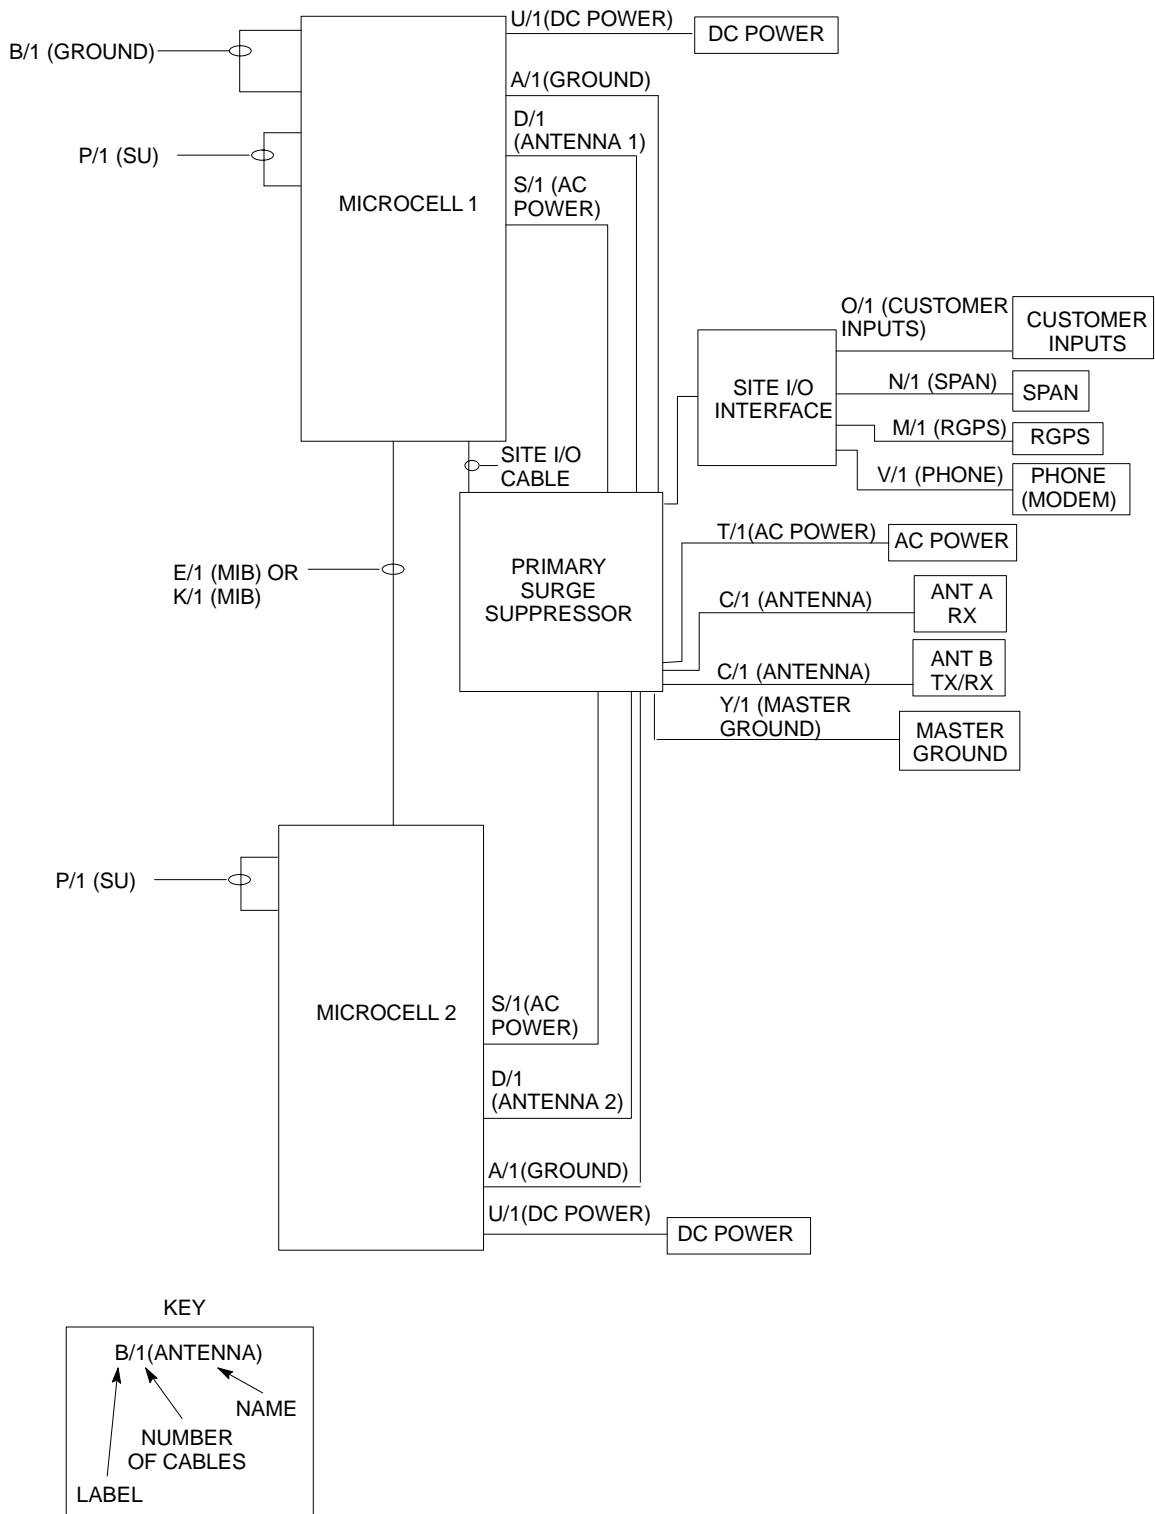 U/1(DC POWER)
DC POWER
B/1 (GROUND)
A/1(GROUND)
D/1
(ANTENNA 1)
P/1 (SU)
S/1 (AC
POWER)
MICROCELL 1
O/1 (CUSTOMER
INPUTS)
CUSTOMER
INPUTS
SITE I/O
INTERFACE
N/1 (SPAN)
SPAN
M/1 (RGPS)
RGPS
V/1 (PHONE)
PHONE
(MODEM)
SITE I/O
CABLE
T/1(AC POWER)
AC POWER
PRIMARY
SURGE
SUPPRESSOR
E/1 (MIB) OR
K/1 (MIB)
C/1 (ANTENNA)
ANT A
RX
C/1 (ANTENNA)
ANT B
TX/RX
Y/1 (MASTER
GROUND)
MASTER
GROUND
P/1 (SU)
MICROCELL 2
S/1(AC
POWER)
D/1
(ANTENNA 2)
A/1(GROUND)
U/1(DC POWER)
DC POWER
KEY
B/1(ANTENNA)
NAME
NUMBER
OF CABLES
LABEL